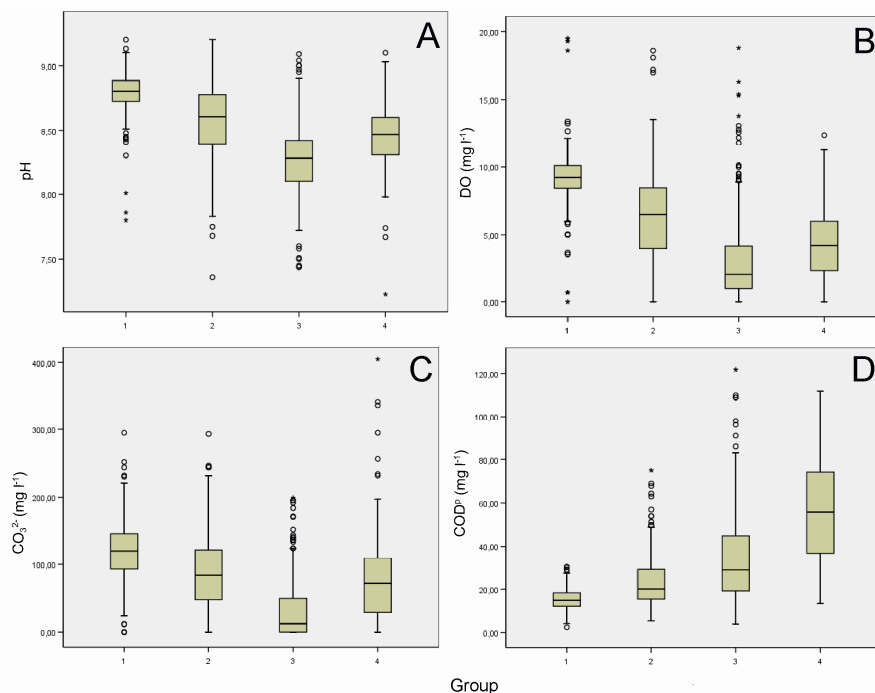 A
pH
9,00
8,50
8,00
7,50
1 2 3 4
B
DO (mg l⁻¹)
20,00
15,00
10,00
5,00
0,00
1 2 3 4
C
CO₃²⁻ (mg l⁻¹)
400,00
300,00
200,00
100,00
0,00
1 2 3 4
D
CODᵖ (mg l⁻¹)
120,00
100,00
80,00
60,00
40,00
20,00
0,00
1 2 3 4
Group